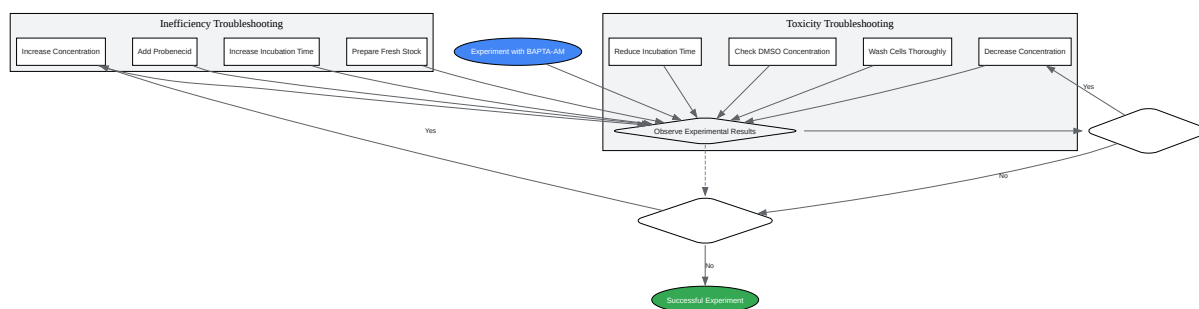 Inefficiency Troubleshooting
Toxicity Troubleshooting
Increase Concentration
Add Probenecid
Increase Incubation Time
Prepare Fresh Stock
Experiment with BAPTA-AM
Reduce Incubation Time
Check DMSO Concentration
Wash Cells Thoroughly
Decrease Concentration
Yes
Observe Experimental Results
Yes
No
No
Successful Experiment